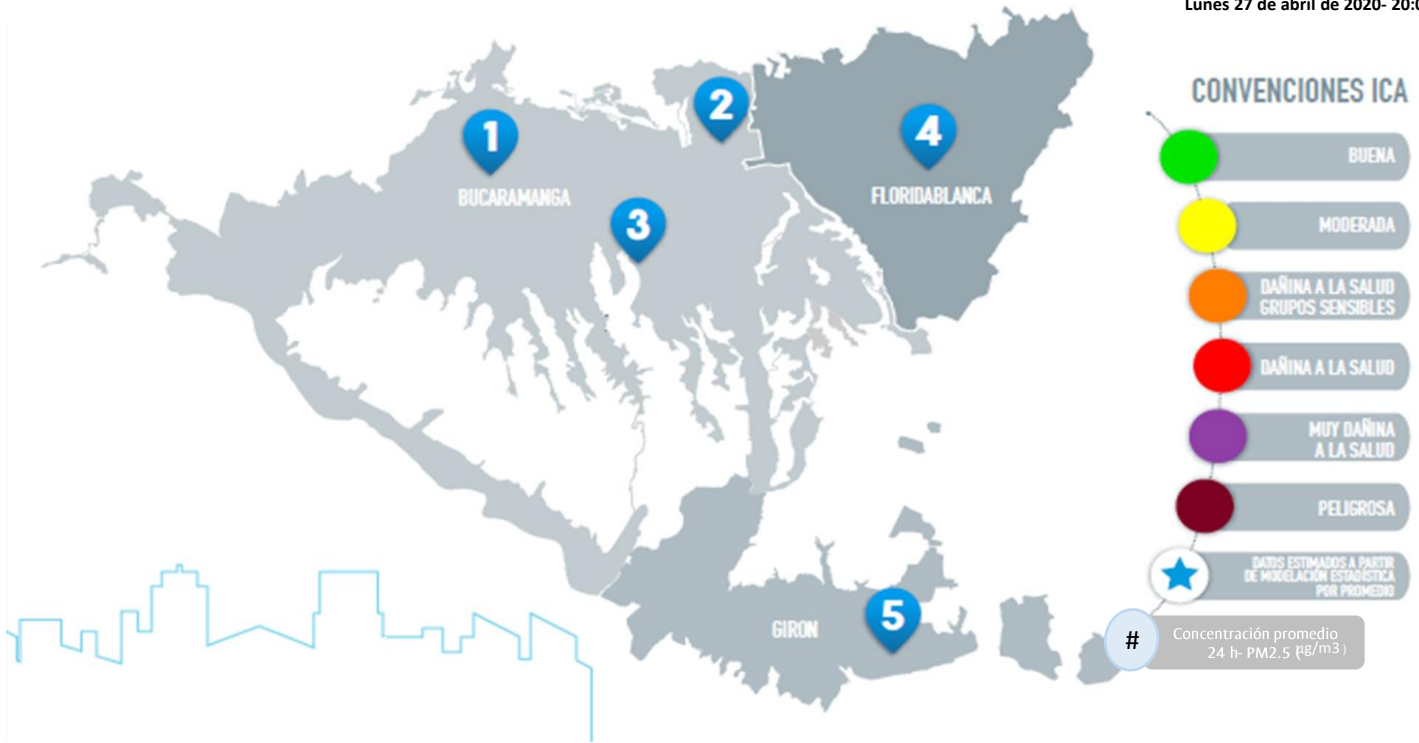 Lunes 27 de abril de 2020- 20:0
CONVENCIONES ICA
1
2
3
4
BUCARAMANGA
FLORIDABLANCA
BUENA
MODERADA
DAÑINA A LA SALUD
GRUPOS SENSIBLES
DAÑINA A LA SALUD
MUY DAÑINA
A LA SALUD
PELIGROSA
DATOS ESTIMADOS A PARTIR
DE MODELACIÓN ESTADÍSTICA
POR PROMEDIO
GIRON
5
#
Concentración promedio
24 h- PM2.5 (µg/m3)